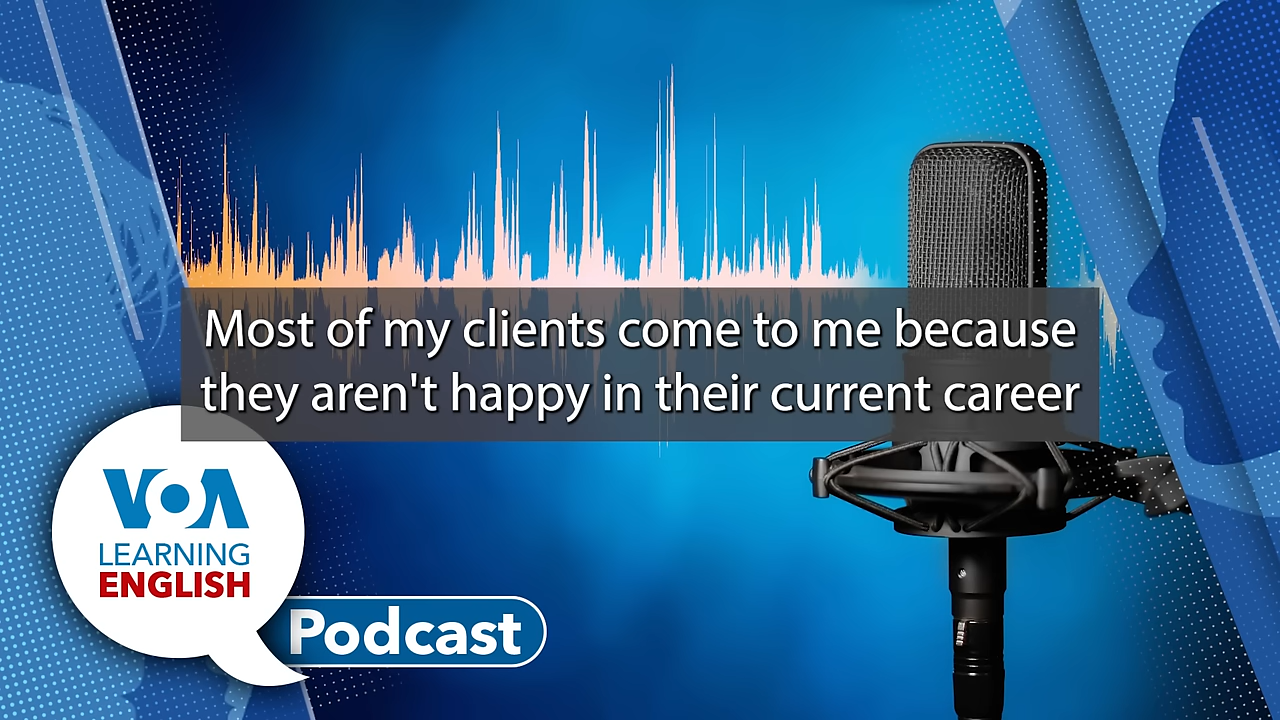 Most of my clients come to me because
they aren't happy in their current career
VOA
LEARNING
ENGLISH
Podcast